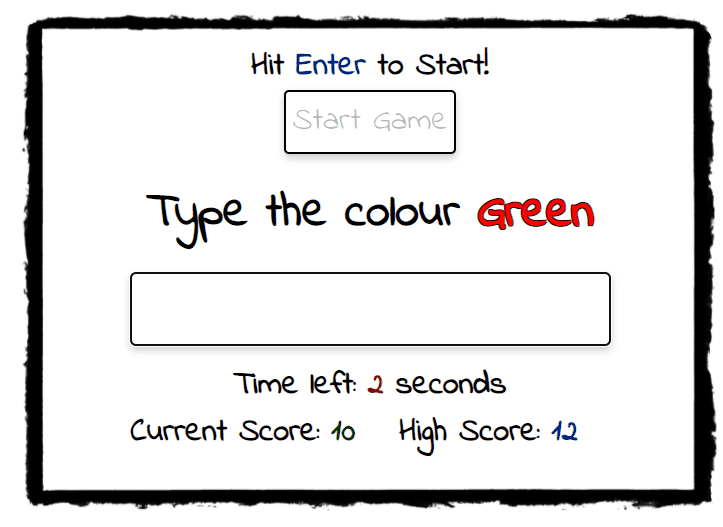 Hit Enter to Start!
Start Game
Type the colour Green
Time left: 2 seconds
Current Score: 10 High Score: 12